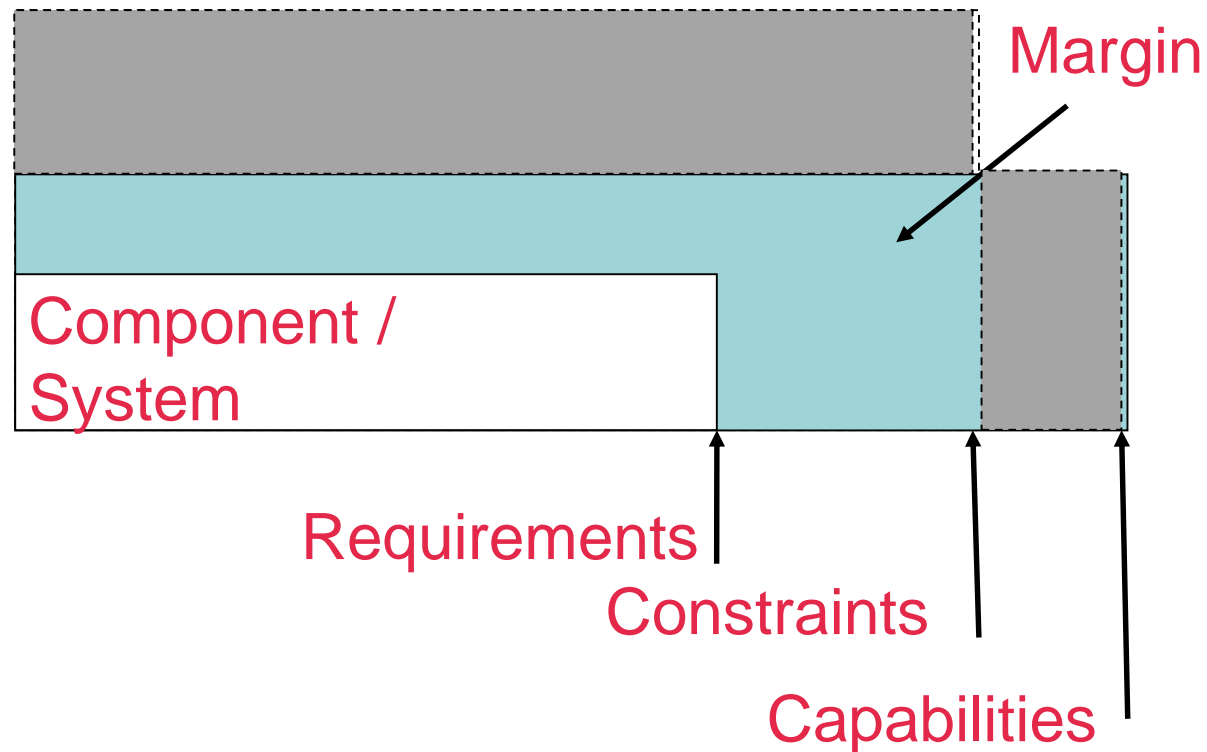 Margin
Component /
System
Requirements
Constraints
Capabilities